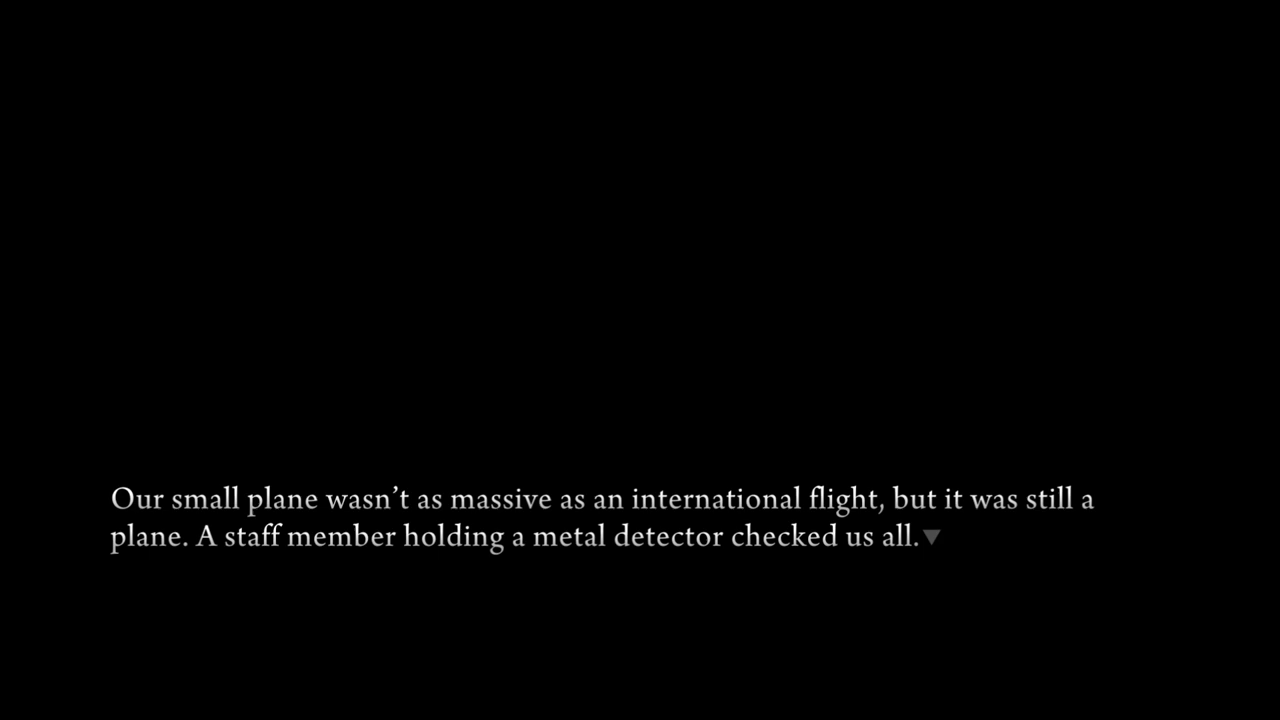 Our small plane wasn’t as massive as an international flight, but it was still a
plane. A staff member holding a metal detector checked us all.